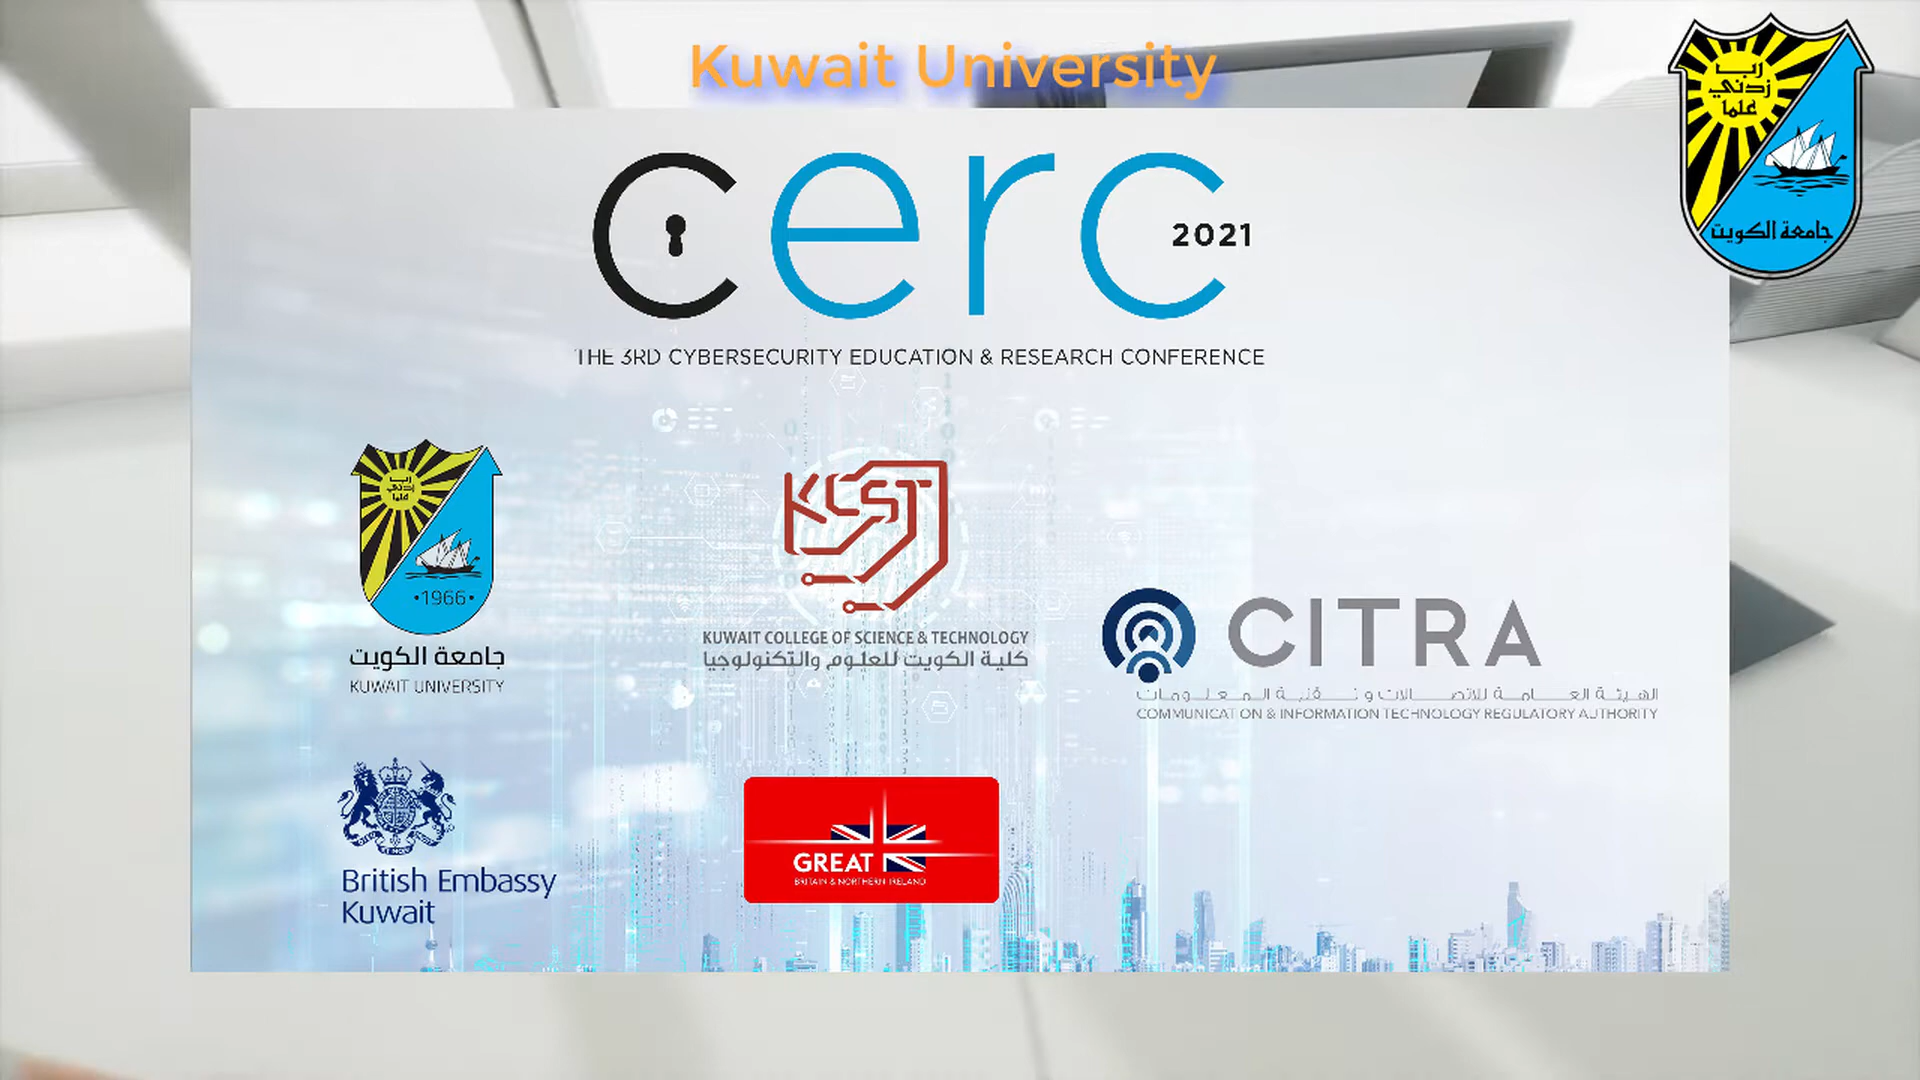 Kuwait University
رب
زدني
علما
جامعة الكويت
cerc
2021
THE 3RD CYBERSECURITY EDUCATION & RESEARCH CONFERENCE
رب
زدني
علما
•1966•
جامعة الكويت
KUWAIT UNIVERSITY
KCST
KUWAIT COLLEGE OF SCIENCE & TECHNOLOGY
كلية الكويت للعلوم والتكنولوجيا
CITRA
الهيئة العامة للاتصالات و تقنية المعلومات
COMMUNICATION & INFORMATION TECHNOLOGY REGULATORY AUTHORITY
British Embassy
Kuwait
GREAT
BRITAIN & NORTHERN IRELAND